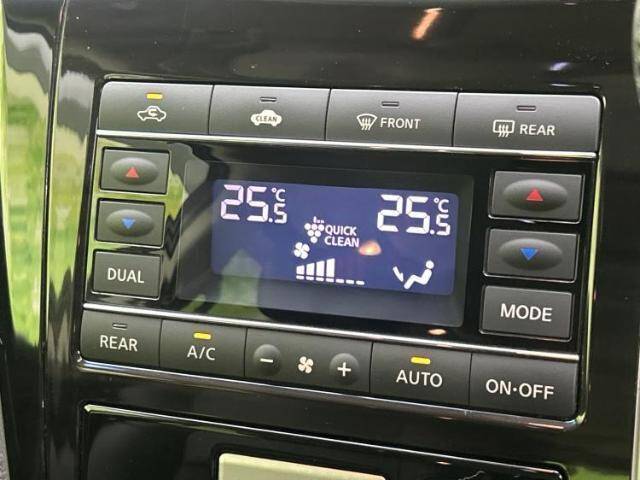 CLEAN
FRONT
REAR
25.5℃
25.5℃
QUICK
CLEAN
DUAL
MODE
REAR
A/C
− +
AUTO
ON·OFF